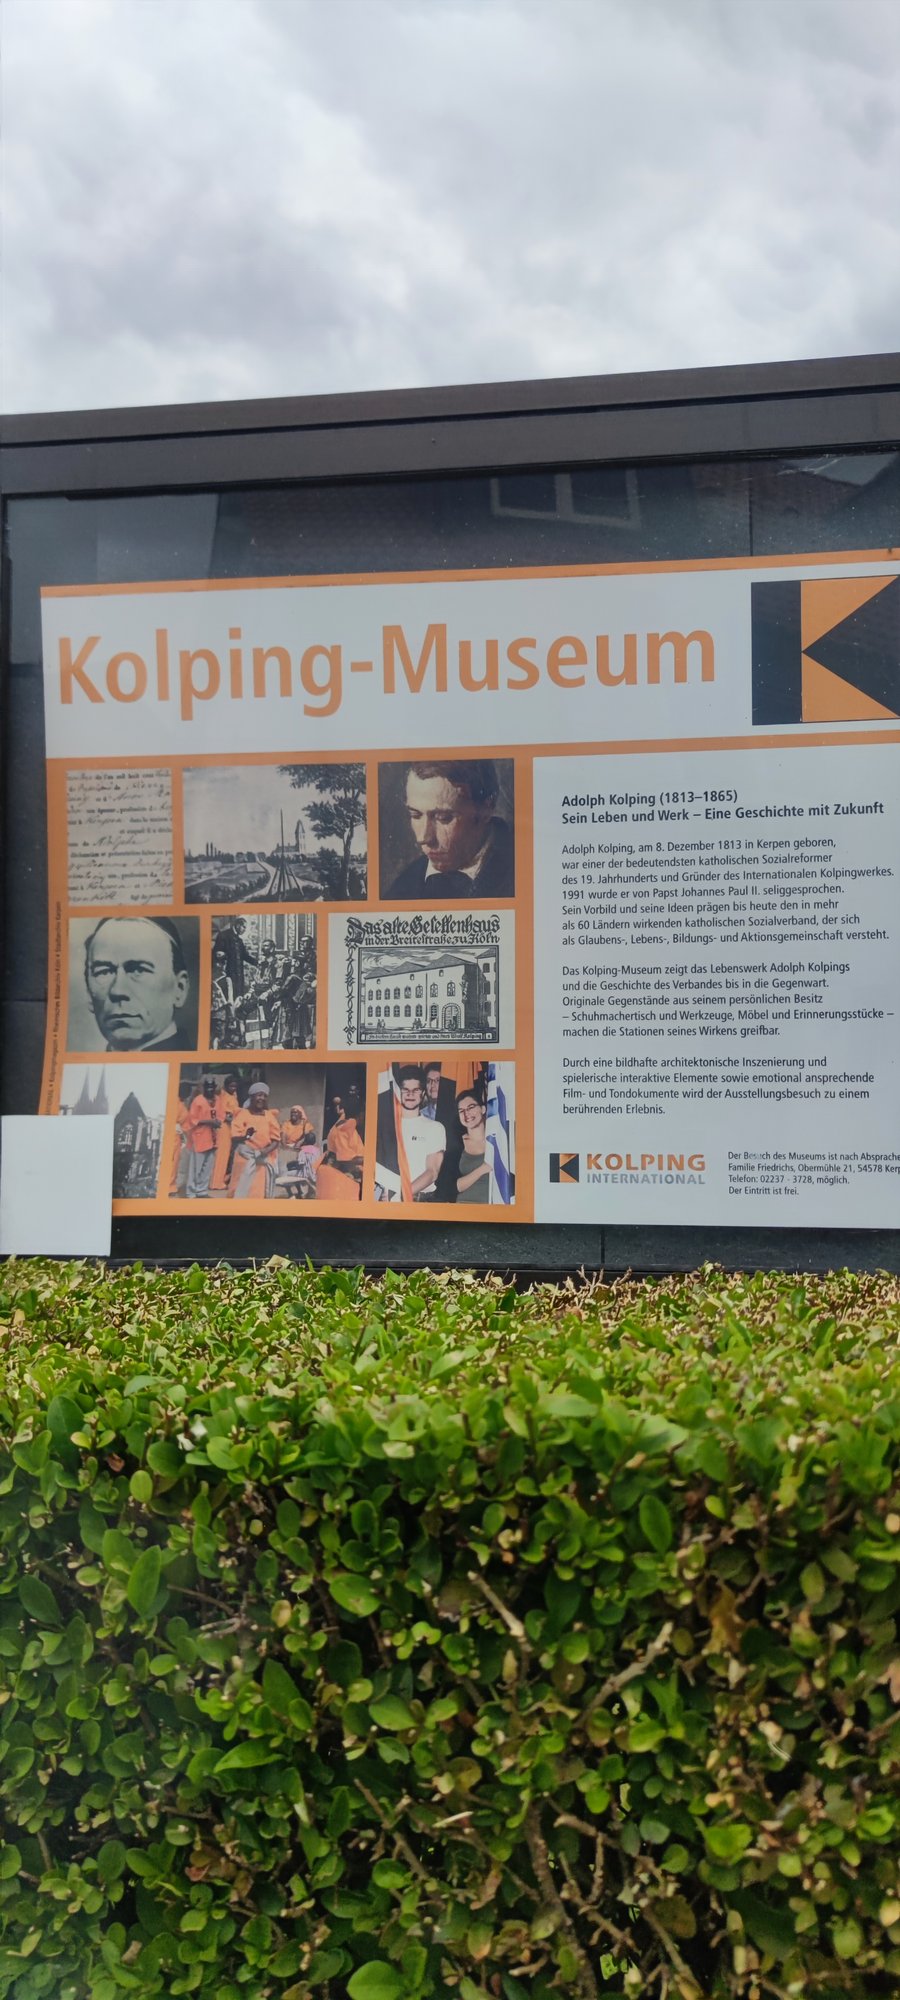 Kolping-Museum
Adolph Kolping (1813–1865)
Sein Leben und Werk – Eine Geschichte mit Zukunft
Adolph Kolping, am 8. Dezember 1813 in Kerpen geboren,
war einer der bedeutendsten katholischen Sozialreformer
des 19. Jahrhunderts und Gründer des Internationalen Kolpingwerkes.
1991 wurde er von Papst Johannes Paul II. seliggesprochen.
Sein Vorbild und seine Ideen prägen bis heute den in mehr
als 60 Ländern wirkenden katholischen Sozialverband, der sich
als Glaubens-, Lebens-, Bildungs- und Aktionsgemeinschaft versteht.
Das Kolping-Museum zeigt das Lebenswerk Adolph Kolpings
und die Geschichte des Verbandes bis in die Gegenwart.
Originale Gegenstände aus seinem persönlichen Besitz
– Schuhmachertisch und Werkzeuge, Möbel und Erinnerungsstücke –
machen die Stationen seines Wirkens greifbar.
Durch eine bildhafte architektonische Inszenierung und
spielerische interaktive Elemente sowie emotional ansprechende
Film- und Tondokumente wird der Ausstellungsbesuch zu einem
berührenden Erlebnis.
KOLPING
INTERNATIONAL
Der Besuch des Museums ist nach Absprache
Familie Friedrichs, Obermühle 21, 54578 Kerp
Telefon: 02237 - 3728, möglich.
Der Eintritt ist frei.
Das alte Gesellenhaus
in der Breitestraße zu Köln